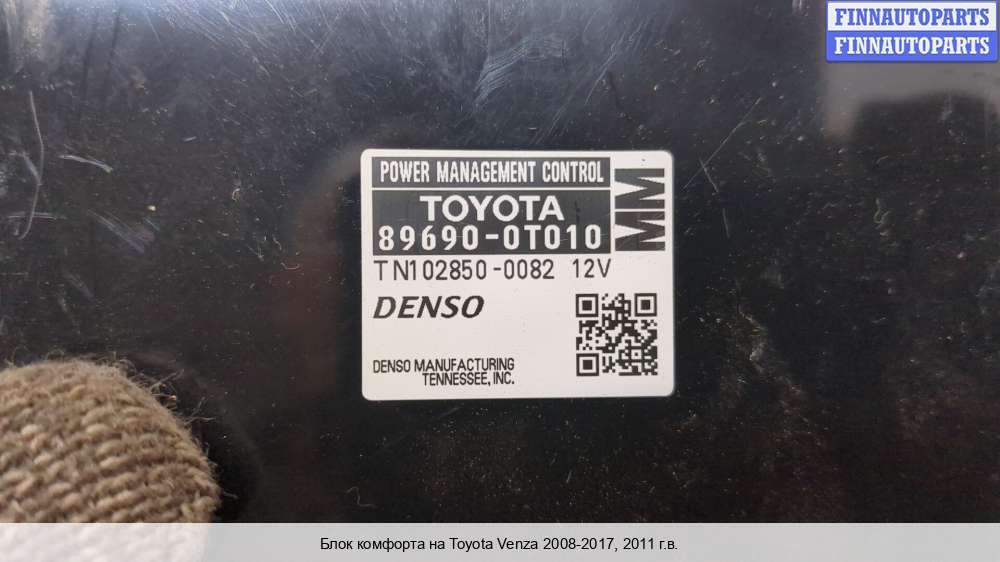 FINNAUTOPARTS
FINNAUTOPARTS
POWER MANAGEMENT CONTROL
MM
TOYOTA
89690-0T010
TN102850-0082 12V
DENSO
DENSO MANUFACTURING
TENNESSEE, INC.
Блок комфорта на Toyota Venza 2008-2017, 2011 г.в.